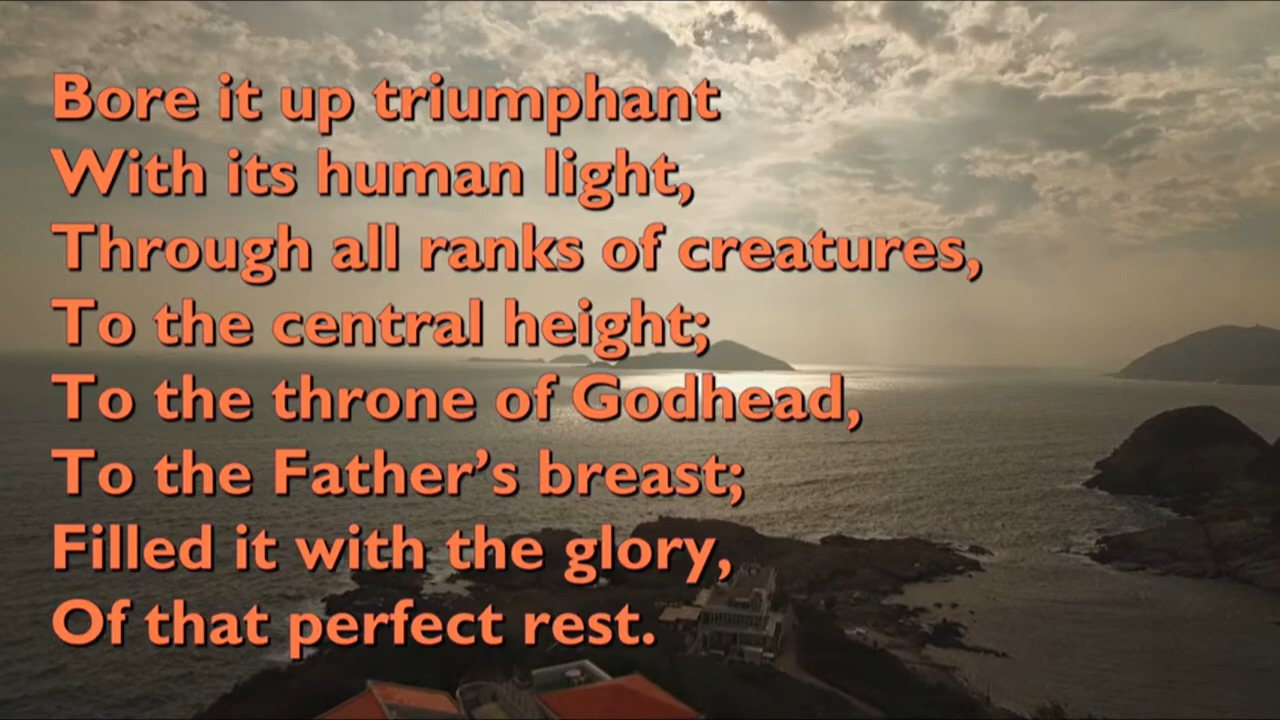 Bore it up triumphant
With its human light,
Through all ranks of creatures,
To the central height;
To the throne of Godhead,
To the Father's breast;
Filled it with the glory,
Of that perfect rest.